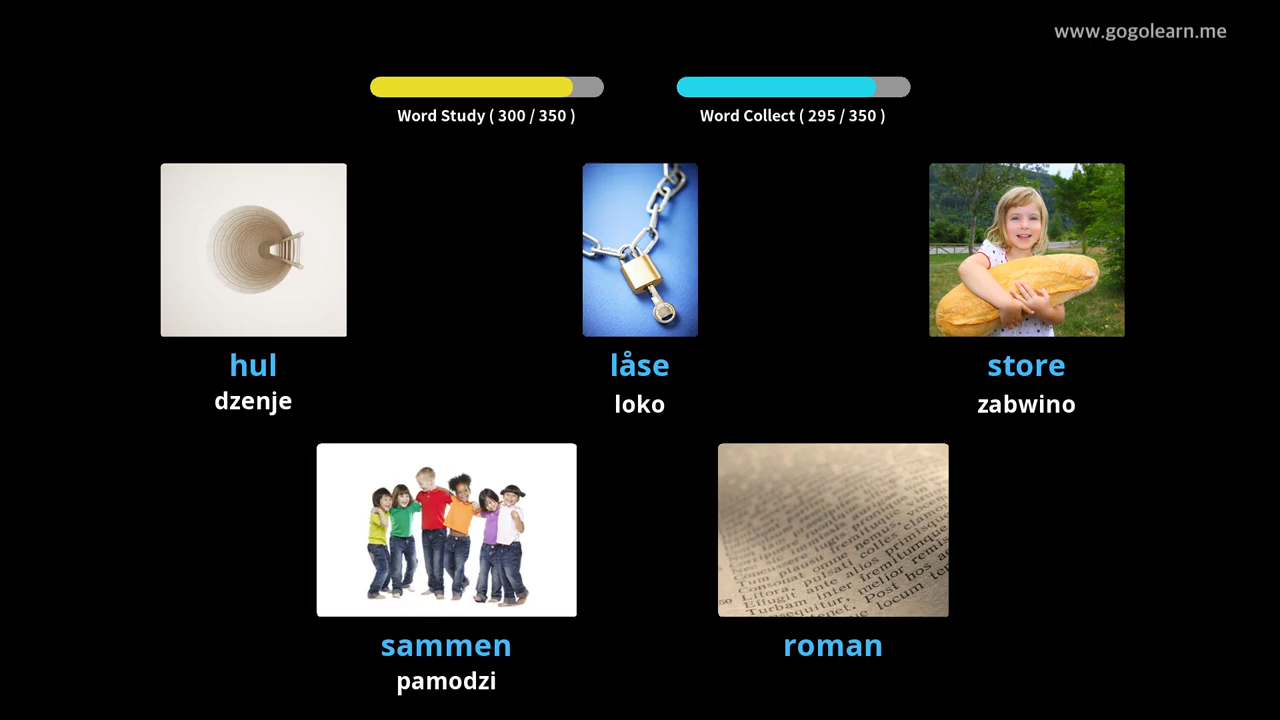 www.gogolearn.me
Word Study ( 300 / 350 )
Word Collect ( 295 / 350 )
hul
låse
store
dzenje
loko
zabwino
sammen
roman
pamodzi